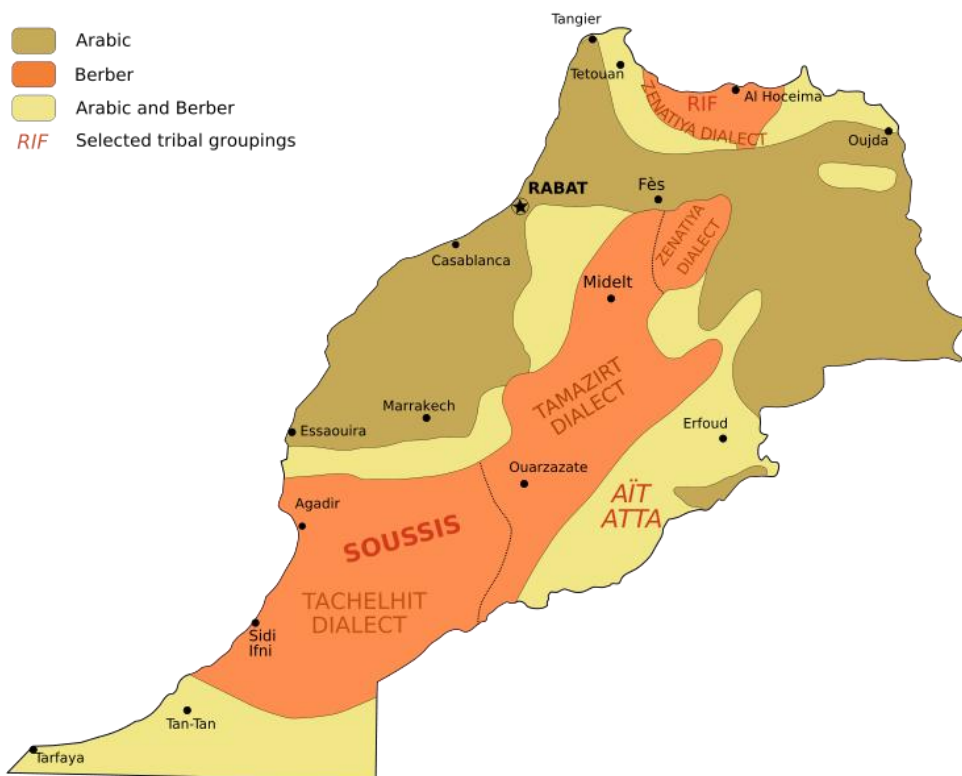 Arabic
Berber
Arabic and Berber
RIF Selected tribal groupings
Tangier
Tetouan
RIF
Al Hoceima
ZENATIYA DIALECT
Oujda
RABAT
Fès
ZENATIYA
DIALECT
Casablanca
Midelt
TAMAZIRT
DIALECT
Marrakech
Essaouira
Erfoud
Ouarzazate
AÏT
ATTA
Agadir
SOUSSIS
TACHELHIT
DIALECT
Sidi
Ifni
Tan-Tan
Tarfaya